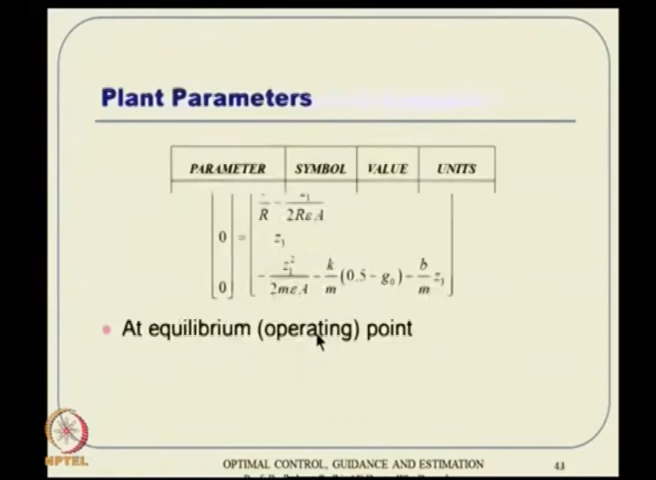 Plant Parameters
PARAMETER SYMBOL VALUE UNITS
R 2RεA
0 = z₃
0 - z₁²/2mεA - k/m (0.5 - g₀) - b/m z₃
At equilibrium (operating) point
NPTEL
OPTIMAL CONTROL, GUIDANCE AND ESTIMATION 43